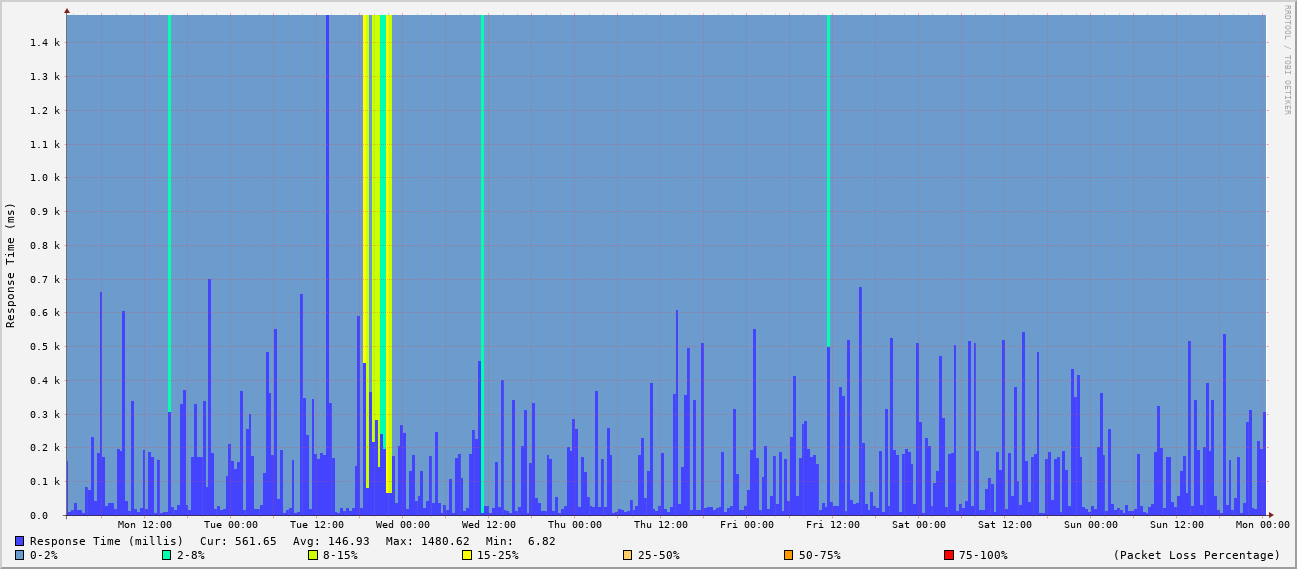 RRDTOOL / TOBI OETIKER
Response Time (ms)
1.4 k
1.3 k
1.2 k
1.1 k
1.0 k
0.9 k
0.8 k
0.7 k
0.6 k
0.5 k
0.4 k
0.3 k
0.2 k
0.1 k
0.0
Mon 12:00 Tue 00:00 Tue 12:00 Wed 00:00 Wed 12:00 Thu 00:00 Thu 12:00 Fri 00:00 Fri 12:00 Sat 00:00 Sat 12:00 Sun 00:00 Sun 12:00 Mon 00:00
Response Time (millis) Cur: 561.65 Avg: 146.93 Max: 1480.62 Min: 6.82
0-2% 2-8% 8-15% 15-25% 25-50% 50-75% 75-100% (Packet Loss Percentage)